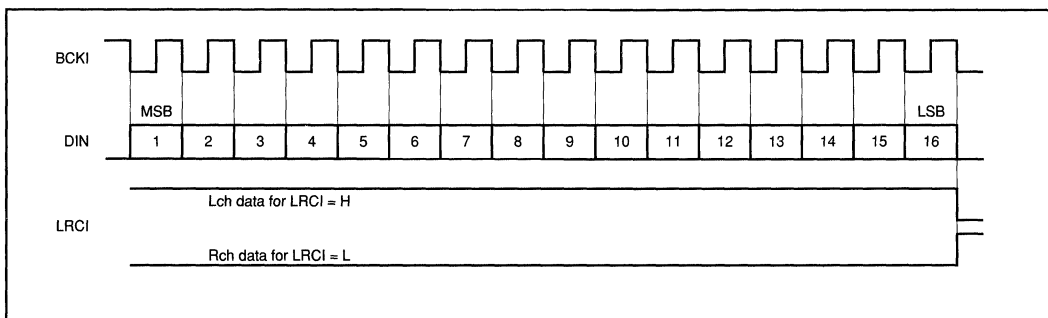 BCKI
MSB LSB
DIN 1 2 3 4 5 6 7 8 9 10 11 12 13 14 15 16
Lch data for LRCI = H
LRCI
Rch data for LRCI = L